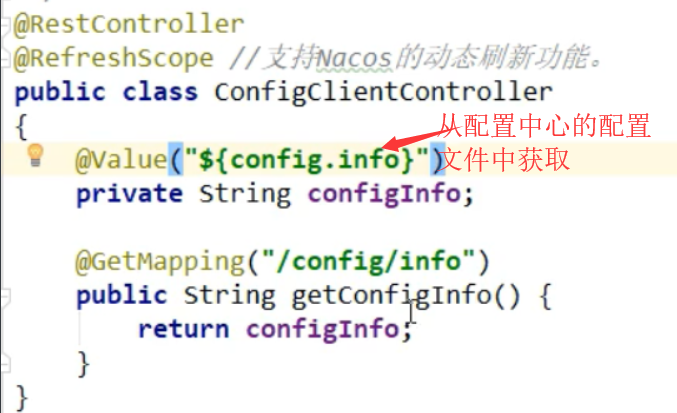 @RestController
@RefreshScope //支持Nacos的动态刷新功能。
public class ConfigClientController
{
@Value("${config.info}")
从配置中心的配置
文件中获取
private String configInfo;
@GetMapping("/config/info")
public String getConfigInfo() {
return configInfo;
}
}